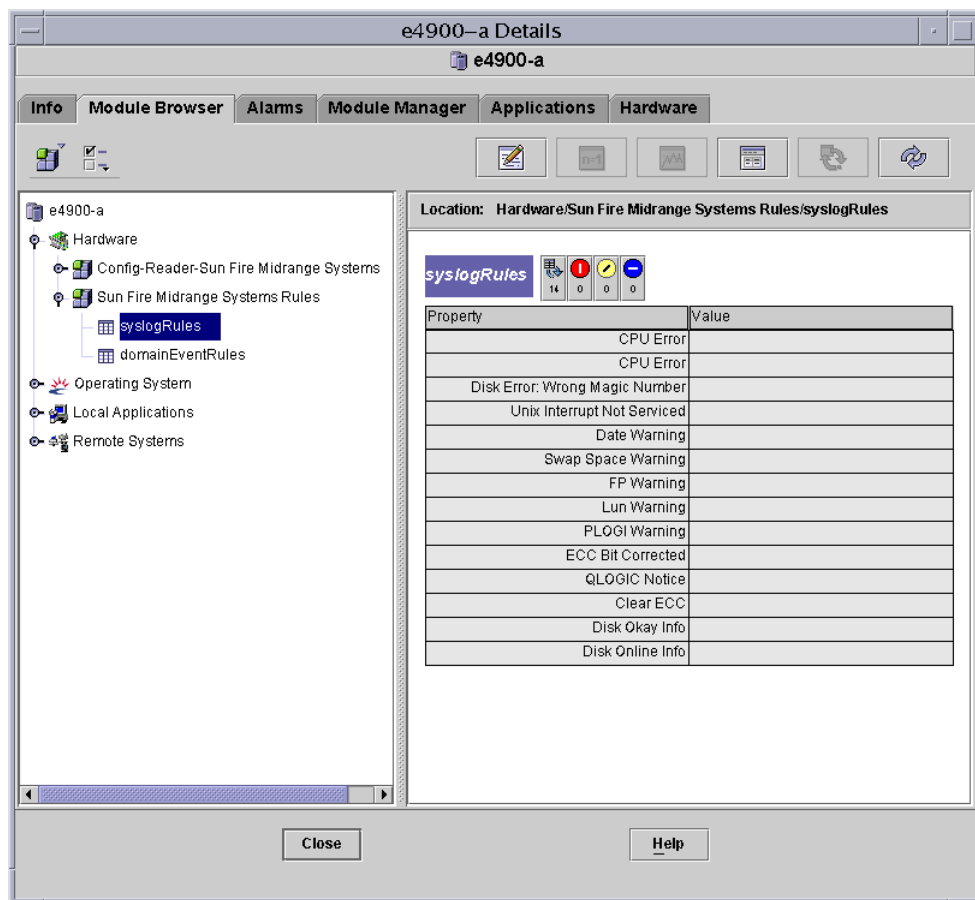 e4900–a Details
e4900-a
Info Module Browser Alarms Module Manager Applications Hardware
n=1
e4900-a
Hardware
Config-Reader-Sun Fire Midrange Systems
Sun Fire Midrange Systems Rules
syslogRules
domainEventRules
Operating System
Local Applications
Remote Systems
Location: Hardware/Sun Fire Midrange Systems Rules/syslogRules
syslogRules 14 0 0 0
Property Value
CPU Error
CPU Error
Disk Error: Wrong Magic Number
Unix Interrupt Not Serviced
Date Warning
Swap Space Warning
FP Warning
Lun Warning
PLOGI Warning
ECC Bit Corrected
QLOGIC Notice
Clear ECC
Disk Okay Info
Disk Online Info
Close Help